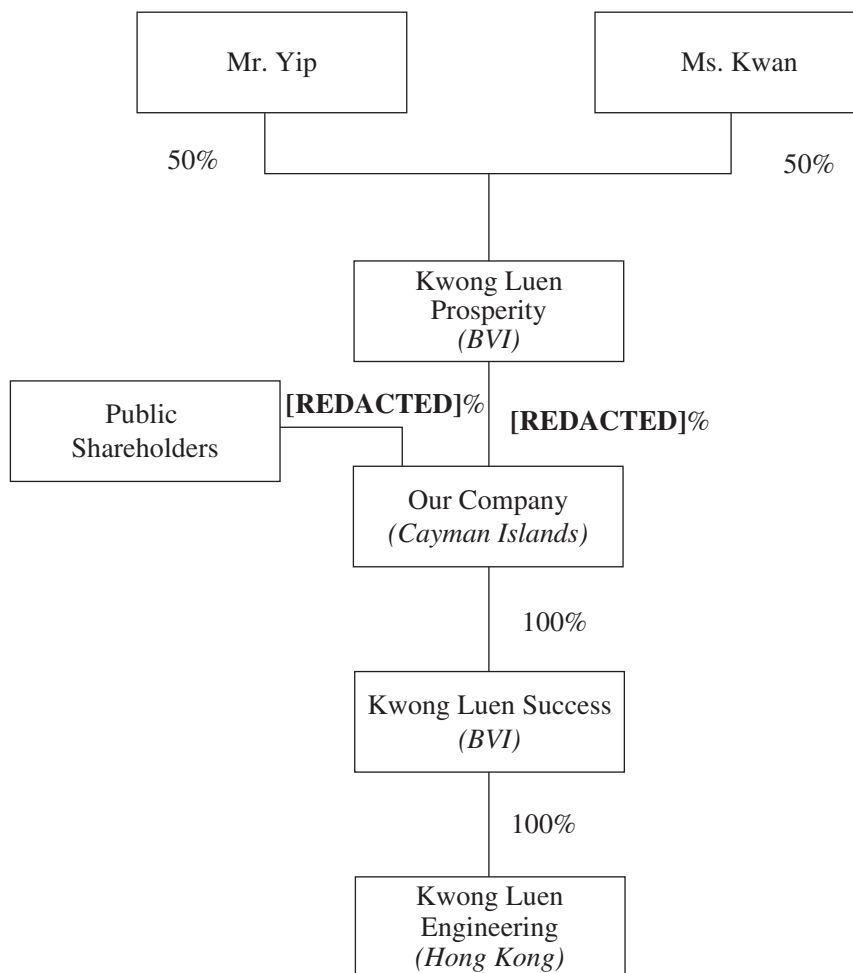 Mr. Yip
Ms. Kwan
50%
50%
Kwong Luen
Prosperity
(BVI)
Public
Shareholders
[REDACTED]%
[REDACTED]%
Our Company
(Cayman Islands)
100%
Kwong Luen Success
(BVI)
100%
Kwong Luen
Engineering
(Hong Kong)